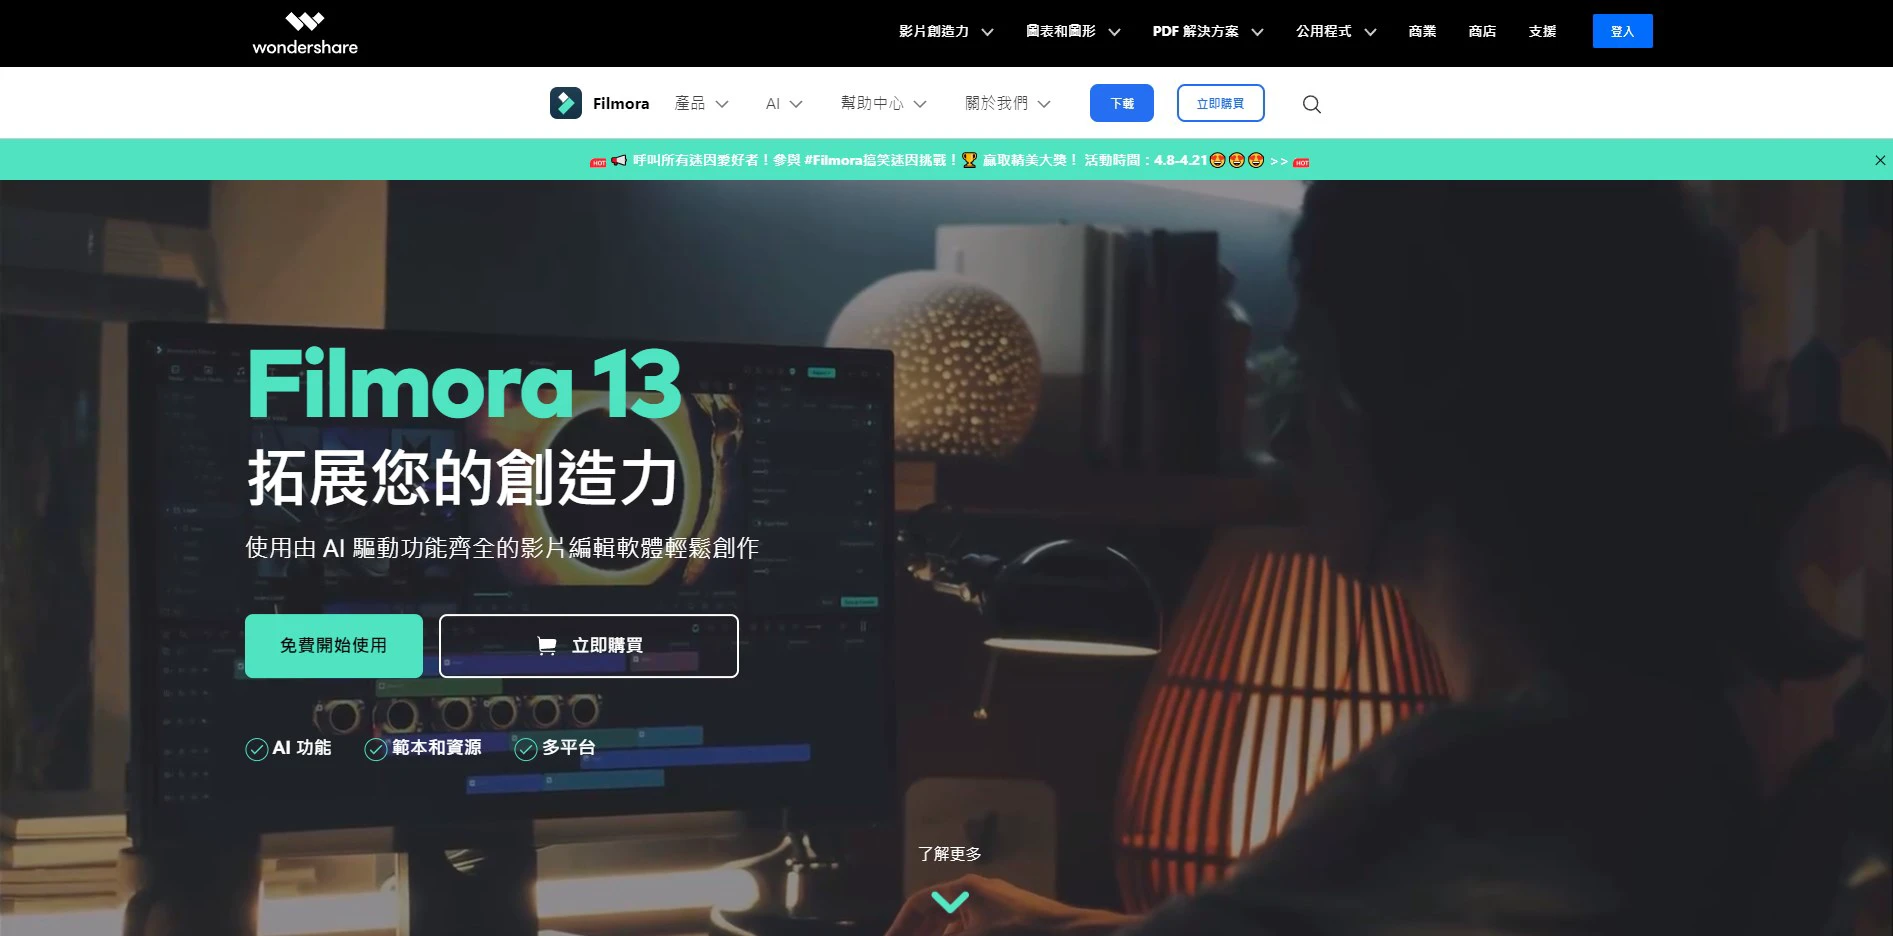 wondershare
影片創造力 圖表和圖形 PDF 解決方案 公用程式 商業 商店 支援 登入
Filmora 產品 AI 幫助中心 關於我們 下載 立即購買
HOT 呼叫所有迷因愛好者！參與 #Filmora搞笑迷因挑戰！ 贏取精美大獎！ 活動時間：4.8-4.21 >> HOT
Filmora 13
拓展您的創造力
使用由 AI 驅動功能齊全的影片編輯軟體輕鬆創作
免費開始使用 立即購買
AI 功能 範本和資源 多平台
了解更多